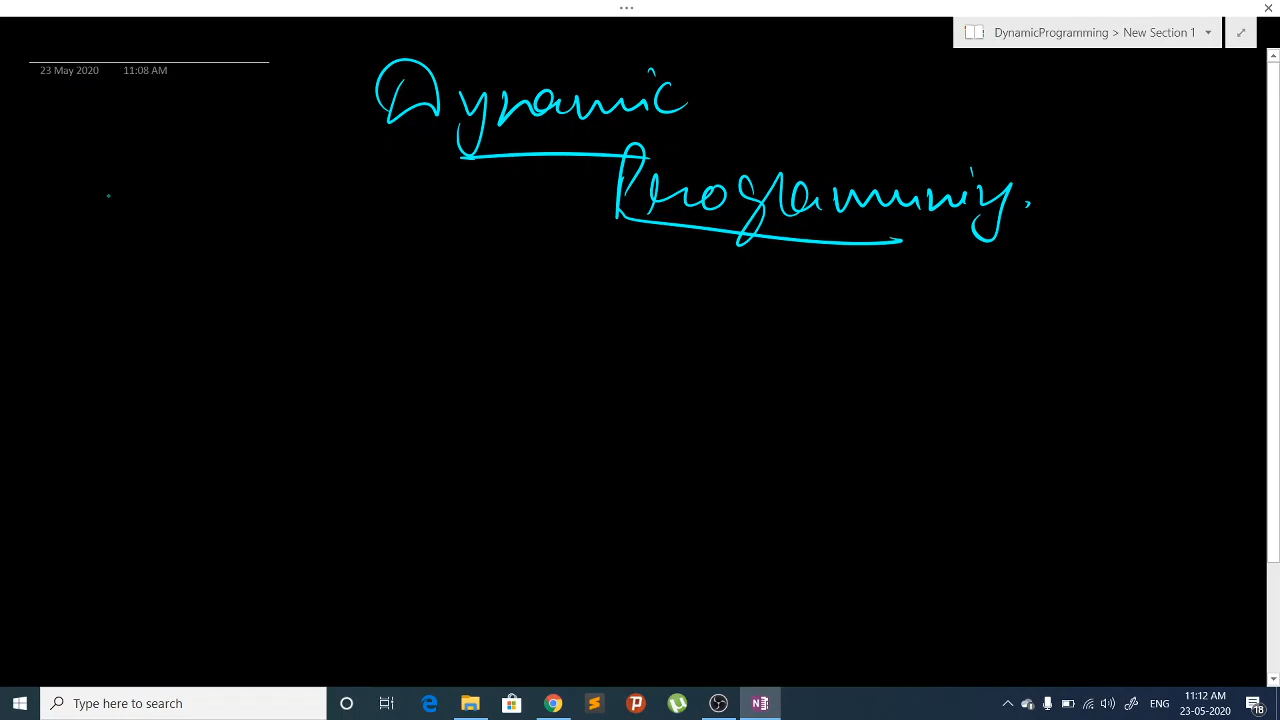 DynamicProgramming > New Section 1
23 May 2020 11:08 AM
Dynamic
Programming.
Type here to search
ENG
11:12 AM
23-05-2020
18